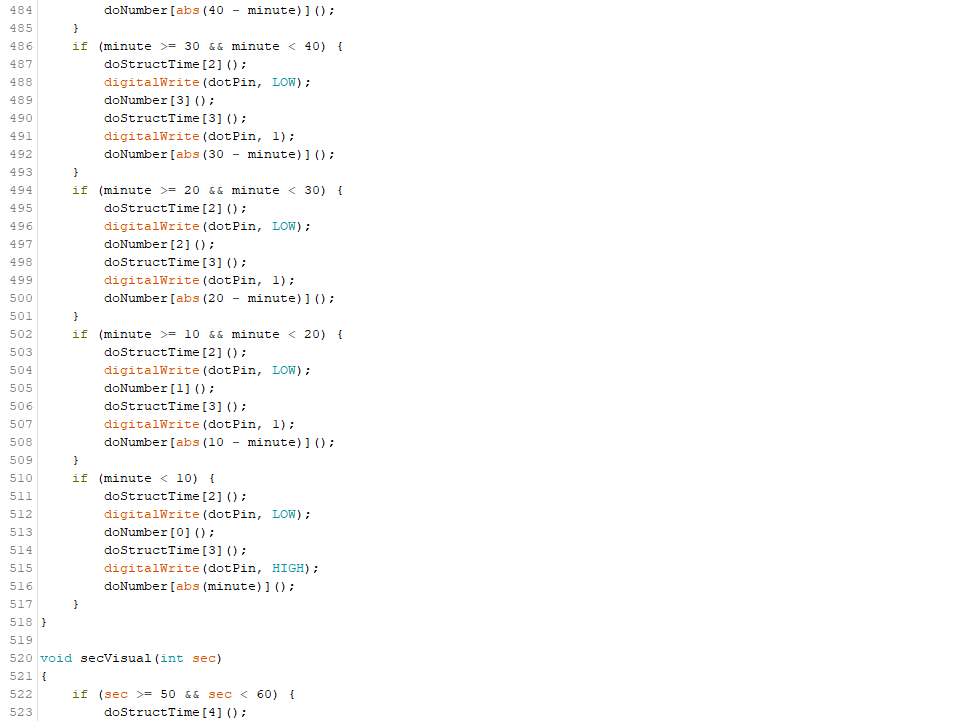 484 doNumber[abs(40 - minute)]();
485 }
486 if (minute >= 30 && minute < 40) {
487 doStructTime[2]();
488 digitalWrite(dotPin, LOW);
489 doNumber[3]();
490 doStructTime[3]();
491 digitalWrite(dotPin, 1);
492 doNumber[abs(30 - minute)]();
493 }
494 if (minute >= 20 && minute < 30) {
495 doStructTime[2]();
496 digitalWrite(dotPin, LOW);
497 doNumber[2]();
498 doStructTime[3]();
499 digitalWrite(dotPin, 1);
500 doNumber[abs(20 - minute)]();
501 }
502 if (minute >= 10 && minute < 20) {
503 doStructTime[2]();
504 digitalWrite(dotPin, LOW);
505 doNumber[1]();
506 doStructTime[3]();
507 digitalWrite(dotPin, 1);
508 doNumber[abs(10 - minute)]();
509 }
510 if (minute < 10) {
511 doStructTime[2]();
512 digitalWrite(dotPin, LOW);
513 doNumber[0]();
514 doStructTime[3]();
515 digitalWrite(dotPin, HIGH);
516 doNumber[abs(minute)]();
517 }
518 }
519
520 void secVisual(int sec)
521 {
522 if (sec >= 50 && sec < 60) {
523 doStructTime[4]();